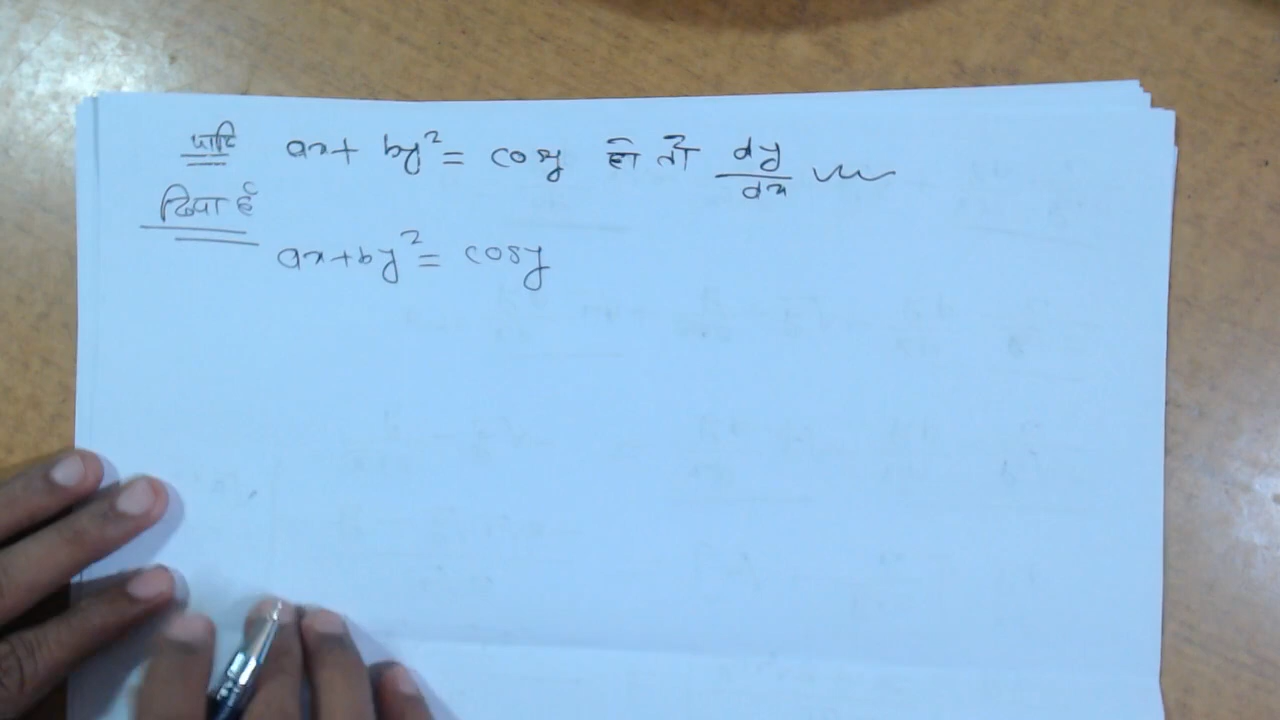 यदि ax + by² = cosy हो तो dy/dx
दिया है
ax + by² = cosy